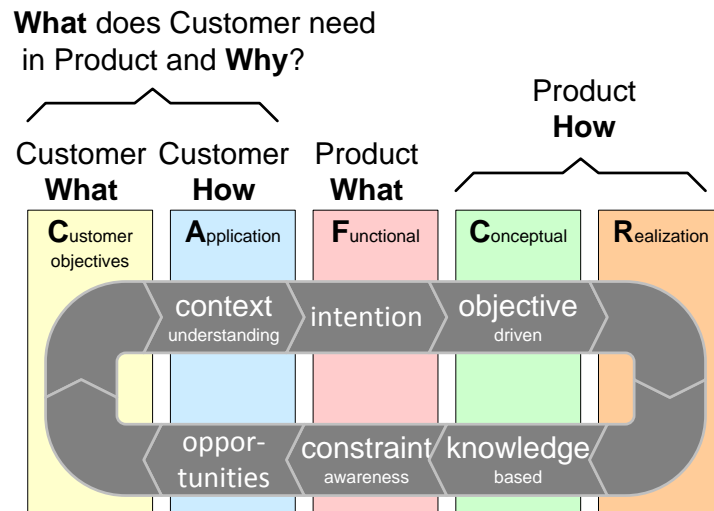 What does Customer need
in Product and Why?
Product
How
Customer Customer Product
What How What
Customer
objectives
Application
Functional
Conceptual
Realization
context
understanding
intention
objective
driven
oppor-
tunities
constraint
awareness
knowledge
based